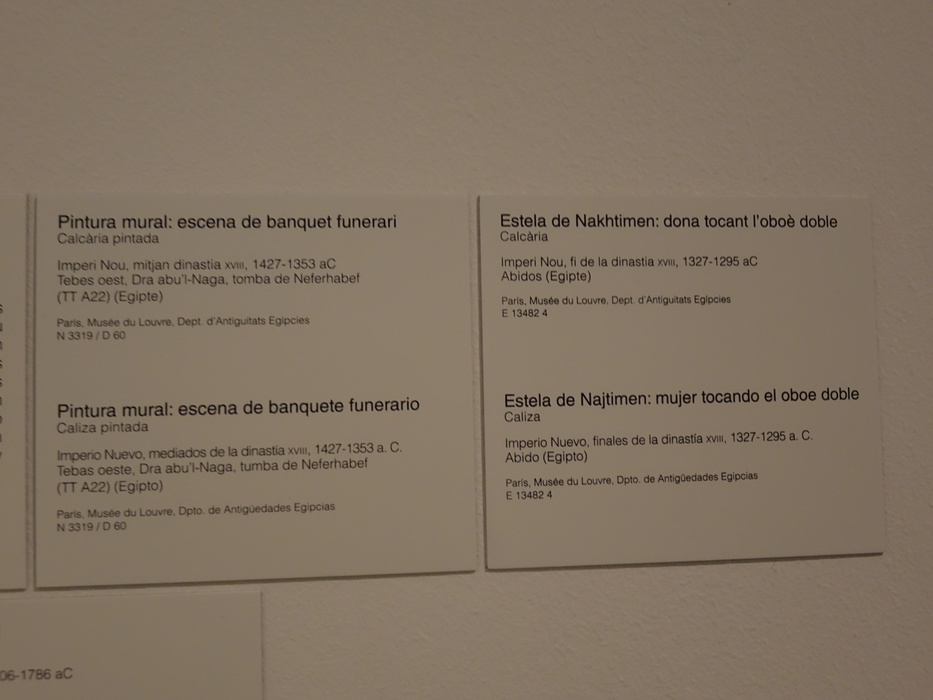 Pintura mural: escena de banquet funerari
Calcària pintada
Imperi Nou, mitjan dinastia XVIII, 1427-1353 aC
Tebes oest, Dra abu'l-Naga, tomba de Neferhabef
(TT A22) (Egipte)
París, Musée du Louvre, Dept. d'Antiguitats Egípcies
N 3319 / D 60
Pintura mural: escena de banquete funerario
Caliza pintada
Imperio Nuevo, mediados de la dinastía XVIII, 1427-1353 a. C.
Tebas oeste, Dra abu'l-Naga, tumba de Neferhabef
(TT A22) (Egipto)
París, Musée du Louvre, Dpto. de Antigüedades Egipcias
N 3319 / D 60
Estela de Nakhtimen: dona tocant l'oboè doble
Calcària
Imperi Nou, fi de la dinastia XVIII, 1327-1295 aC
Abidos (Egipte)
París, Musée du Louvre, Dept. d'Antiguitats Egípcies
E 13482 4
Estela de Najtimen: mujer tocando el oboe doble
Caliza
Imperio Nuevo, finales de la dinastía XVIII, 1327-1295 a. C.
Abido (Egipto)
París, Musée du Louvre, Dpto. de Antigüedades Egipcias
E 13482 4
06-1786 aC